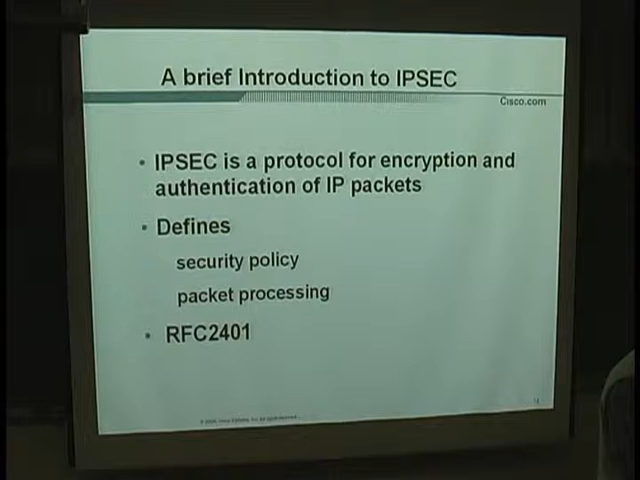 A brief Introduction to IPSEC
Cisco.com
• IPSEC is a protocol for encryption and
authentication of IP packets
• Defines
security policy
packet processing
• RFC2401